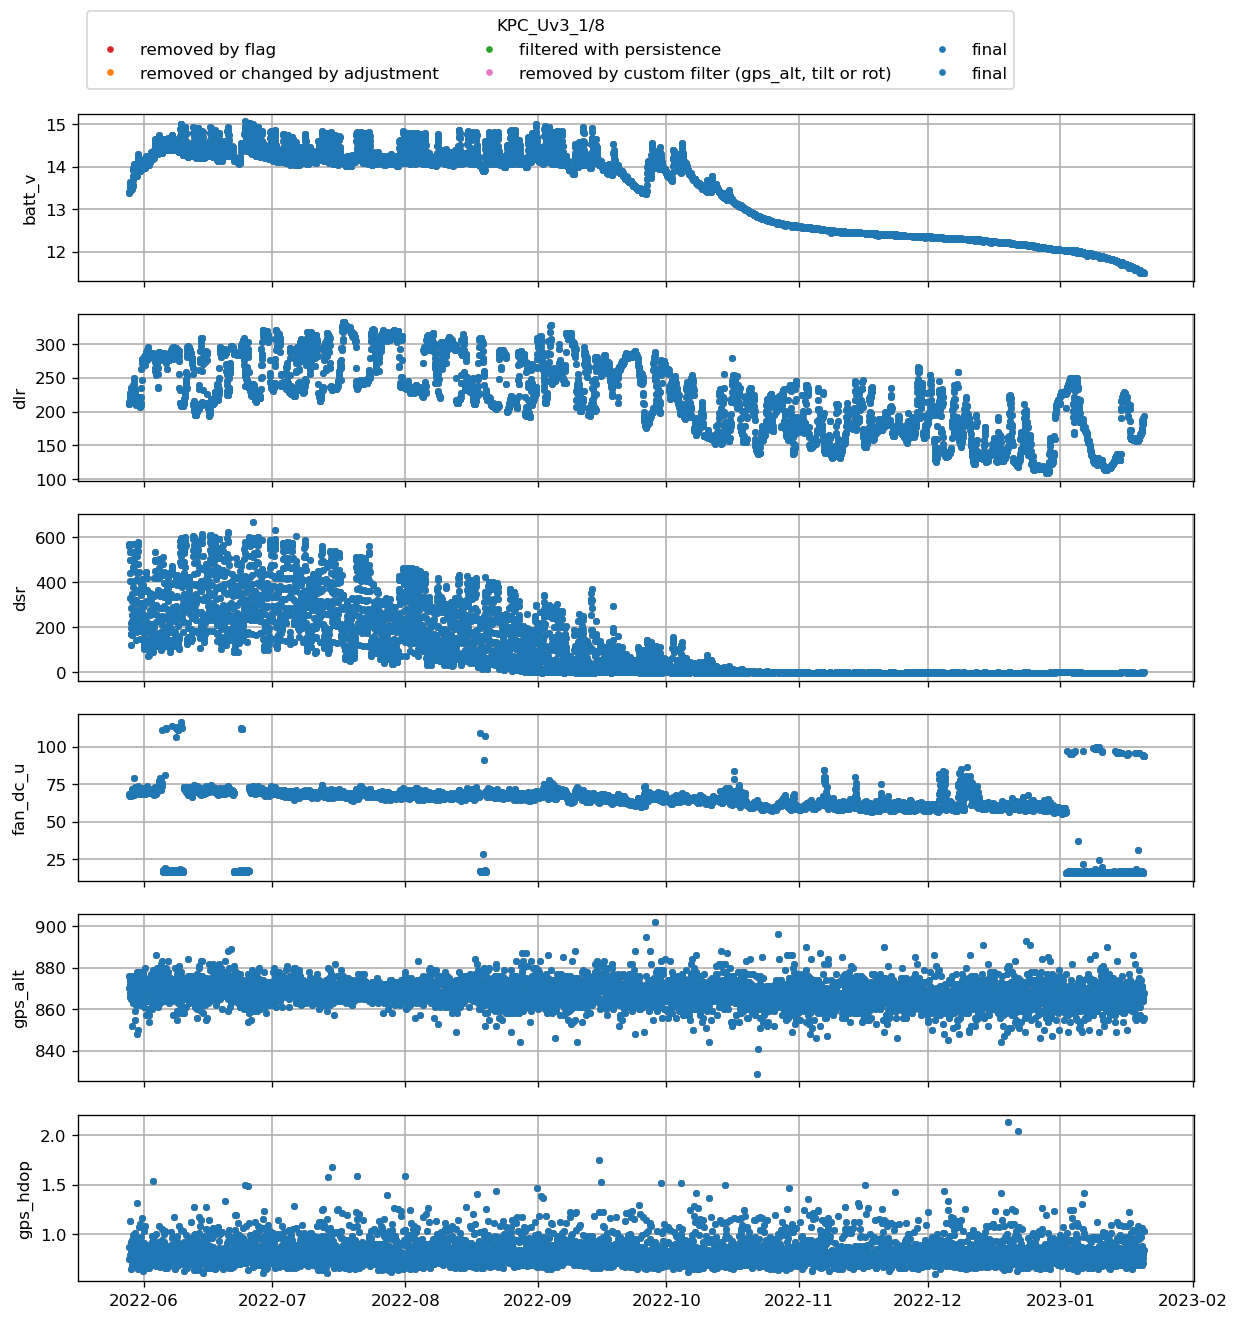 KPC_Uv3_1/8
removed by flag
removed or changed by adjustment
filtered with persistence
removed by custom filter (gps_alt, tilt or rot)
final
final
batt_v
15
14
13
12
dlr
300
250
200
150
100
dsr
600
400
200
0
fan_dc_u
100
75
50
25
gps_alt
900
880
860
840
gps_hdop
2.0
1.5
1.0
2022-06 2022-07 2022-08 2022-09 2022-10 2022-11 2022-12 2023-01 2023-02